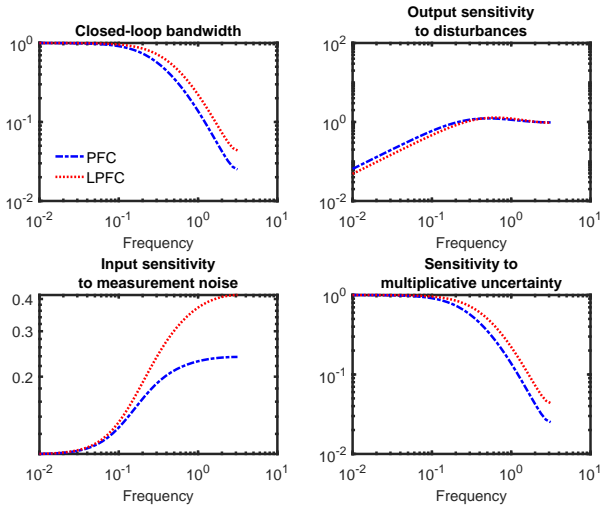 Closed-loop bandwidth
10^0
10^-1
10^-2
PFC
LPFC
10^-2 10^-1 10^0 10^1
Frequency
Output sensitivity
to disturbances
10^2
10^0
10^-2
10^-2 10^-1 10^0 10^1
Frequency
Input sensitivity
to measurement noise
0.4
0.3
0.2
10^-2 10^-1 10^0 10^1
Frequency
Sensitivity to
multiplicative uncertainty
10^0
10^-1
10^-2
10^-2 10^-1 10^0 10^1
Frequency